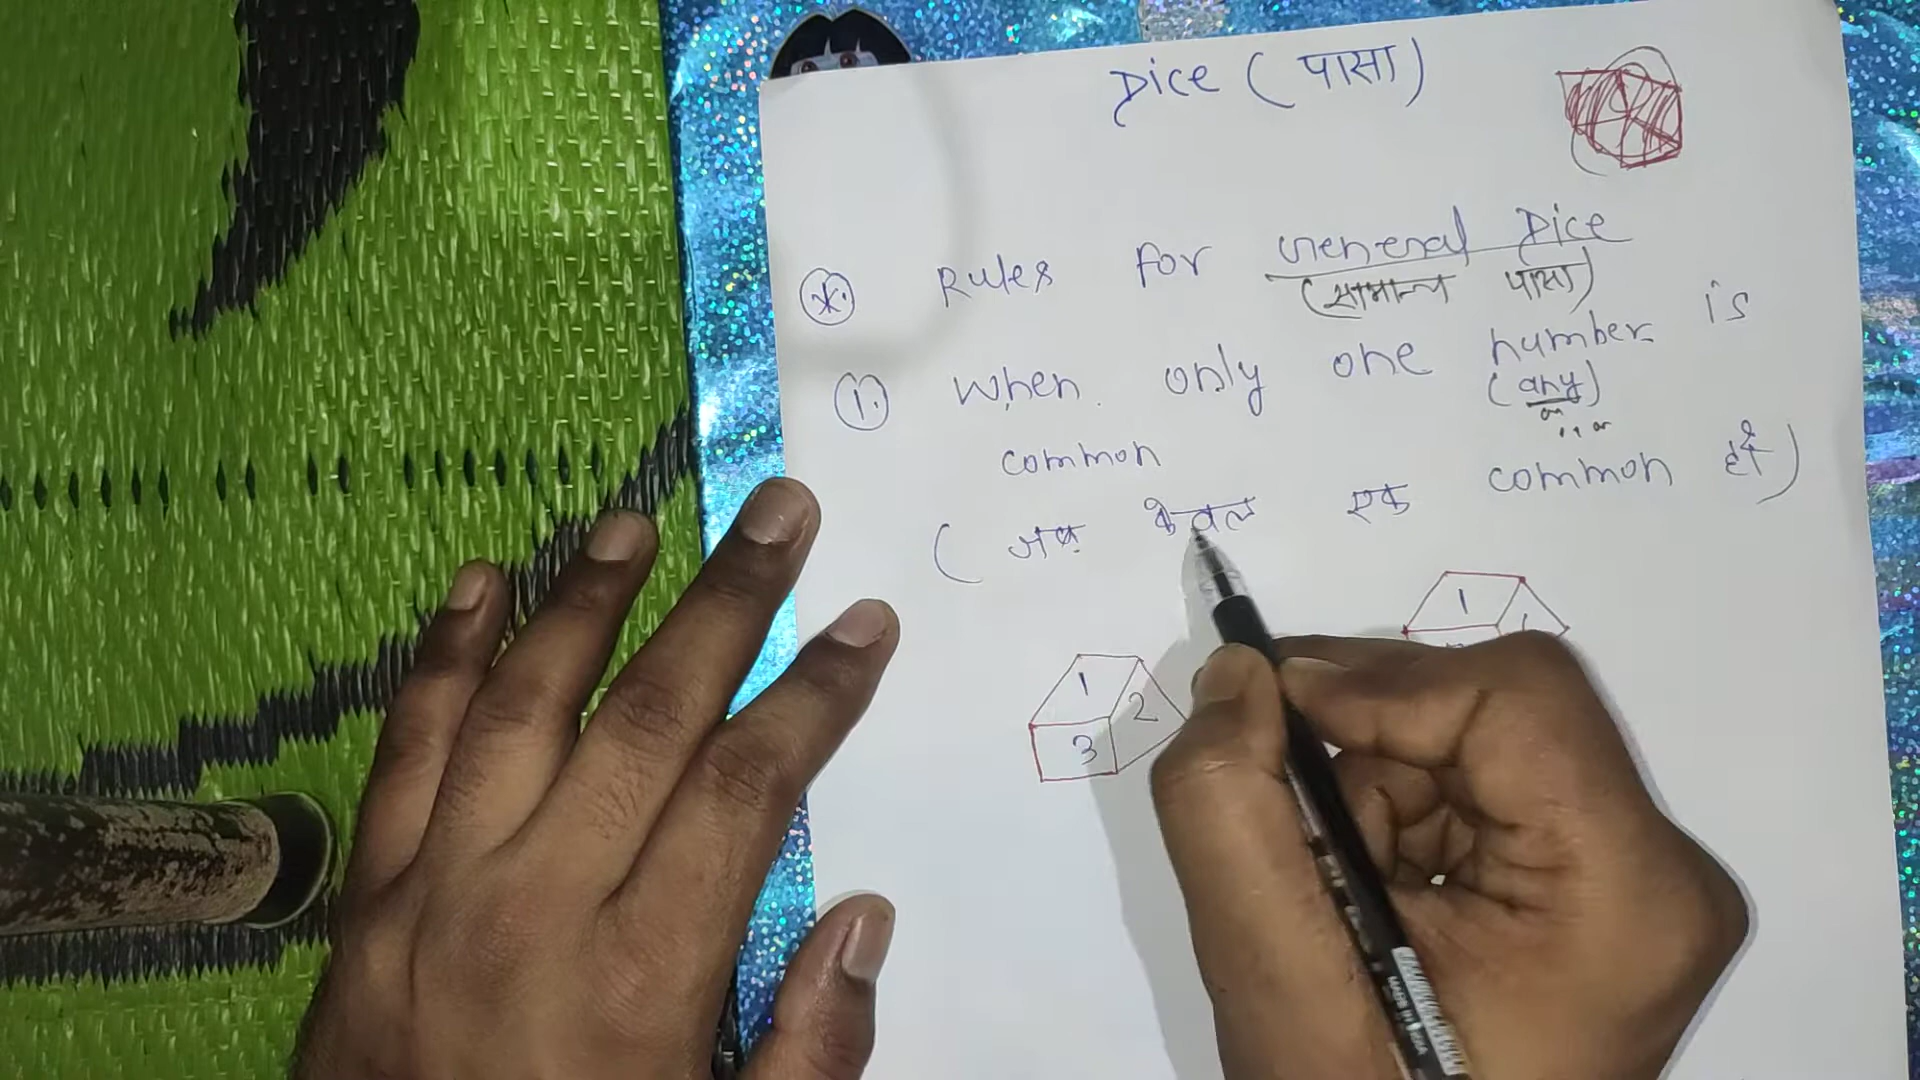 Dice (पासा)
* Rules for General Dice
(सामान्य पासा)
1. When only one number is
(any)
common
(जब केवल एक common हो)
1
1
2
3